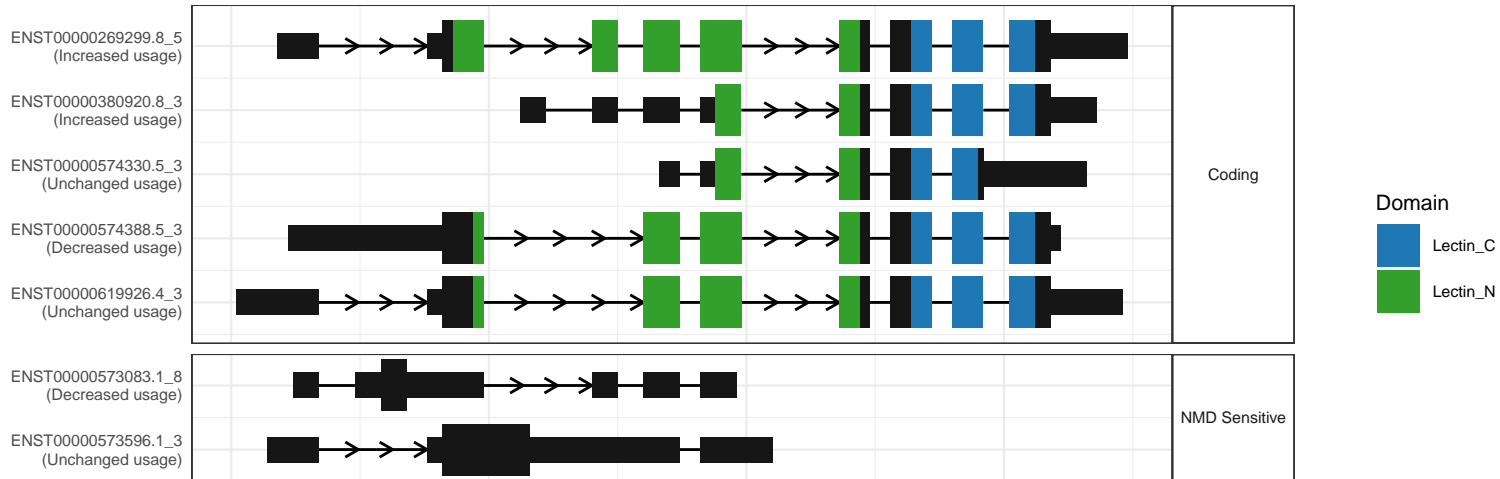 ENST00000269299.8_5
(Increased usage)
ENST00000380920.8_3
(Increased usage)
ENST00000574330.5_3
(Unchanged usage)
ENST00000574388.5_3
(Decreased usage)
ENST00000619926.4_3
(Unchanged usage)
Coding
ENST00000573083.1_8
(Decreased usage)
ENST00000573596.1_3
(Unchanged usage)
NMD Sensitive
Domain
Lectin_C
Lectin_N